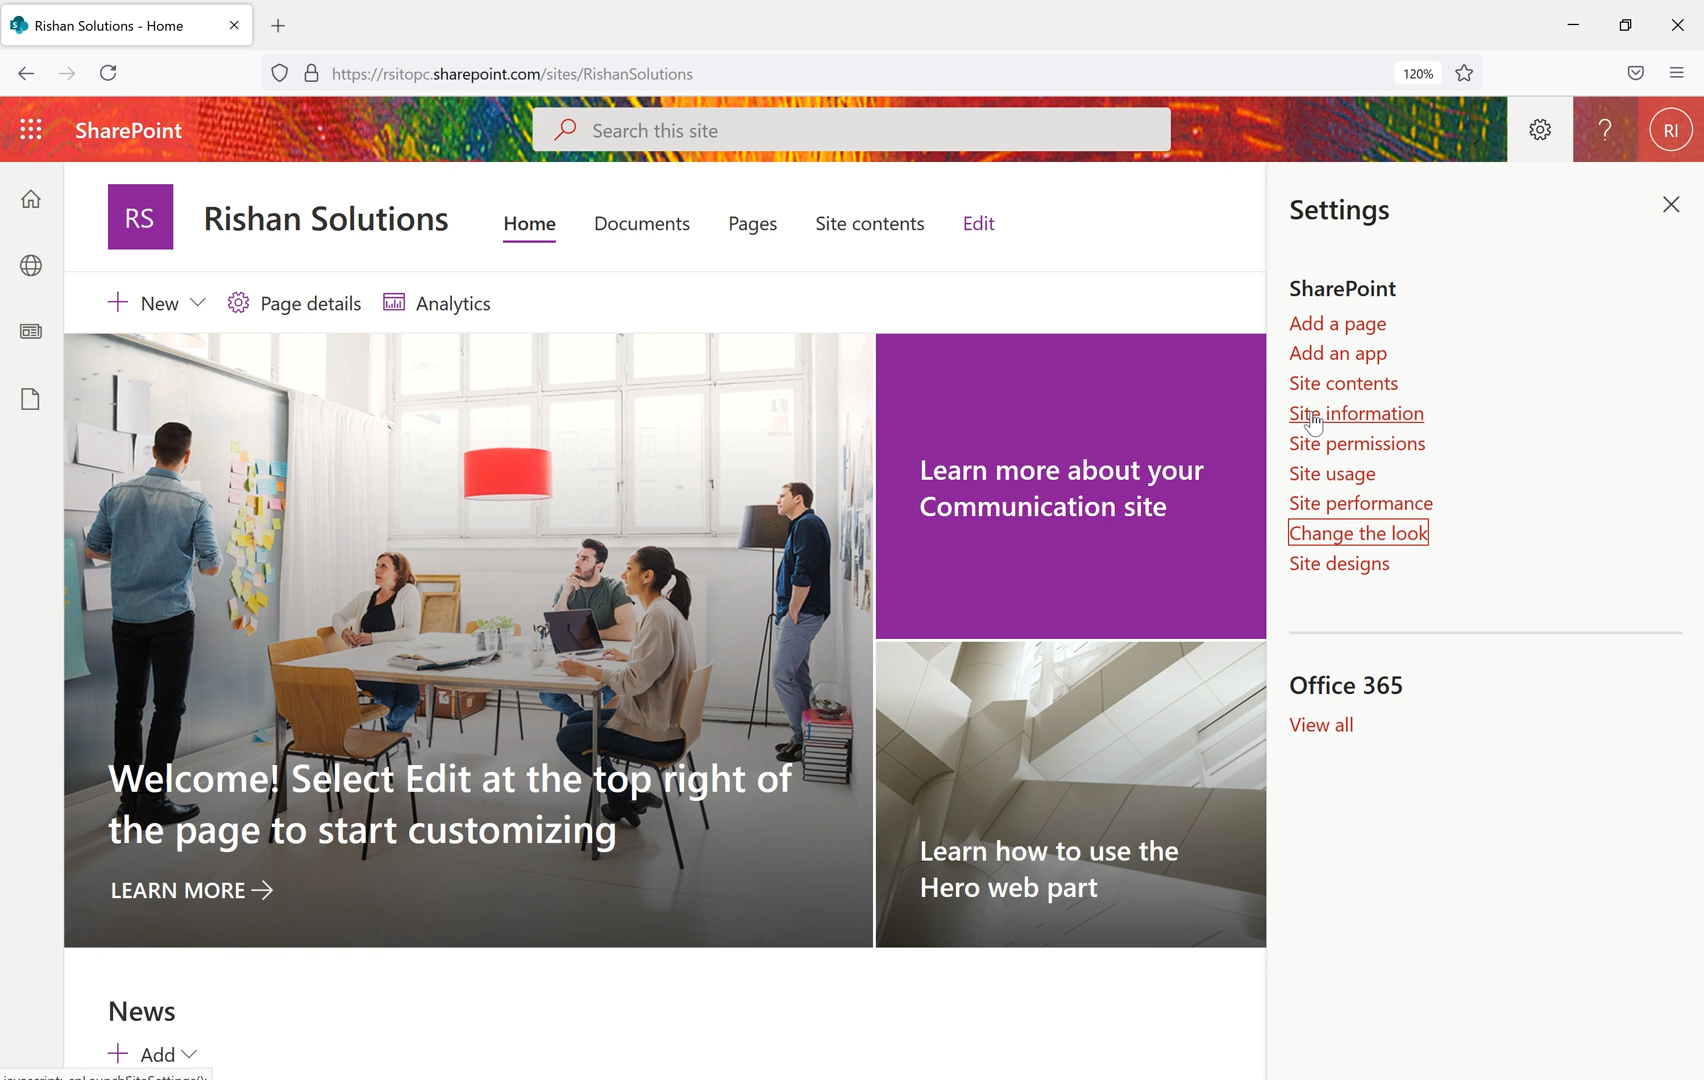 Rishan Solutions - Home
https://rsitopc.sharepoint.com/sites/RishanSolutions
120%
SharePoint
Search this site
?
RI
RS
Rishan Solutions
Home
Documents
Pages
Site contents
Edit
New
Page details
Analytics
Welcome! Select Edit at the top right of
the page to start customizing
LEARN MORE
Learn more about your
Communication site
Learn how to use the
Hero web part
News
Add
Settings
SharePoint
Add a page
Add an app
Site contents
Site information
Site permissions
Site usage
Site performance
Change the look
Site designs
Office 365
View all